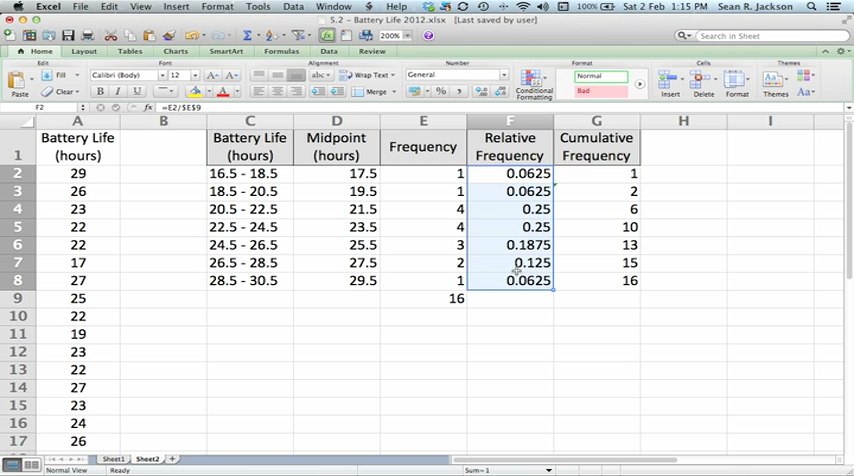 Excel File Edit View Insert Format Tools Data Window Help 100% Sat 2 Feb 1:15 PM Sean R. Jackson
5.2 - Battery Life 2012.xlsx [Last saved by user]
200% Search in Sheet
Home Layout Tables Charts SmartArt Formulas Data Review
Edit Font Alignment Number Format Cells Themes
Paste Fill Clear Calibri (Body) 12 abc Wrap Text General Conditional Formatting Normal Insert Delete Format Themes Aa
B I U Merge % Bad
F2 fx =E2/$E$9
A B C D E F G H I
1 Battery Life (hours) Battery Life (hours) Midpoint (hours) Frequency Relative Frequency Cumulative Frequency
2 29 16.5 - 18.5 17.5 1 0.0625 1
3 26 18.5 - 20.5 19.5 1 0.0625 2
4 23 20.5 - 22.5 21.5 4 0.25 6
5 22 22.5 - 24.5 23.5 4 0.25 10
6 22 24.5 - 26.5 25.5 3 0.1875 13
7 17 26.5 - 28.5 27.5 2 0.125 15
8 27 28.5 - 30.5 29.5 1 0.0625 16
9 25 16
10 22
11 19
12 23
13 22
14 27
15 23
16 24
17 26
Sheet1 Sheet2 +
Normal View Ready Sum=1